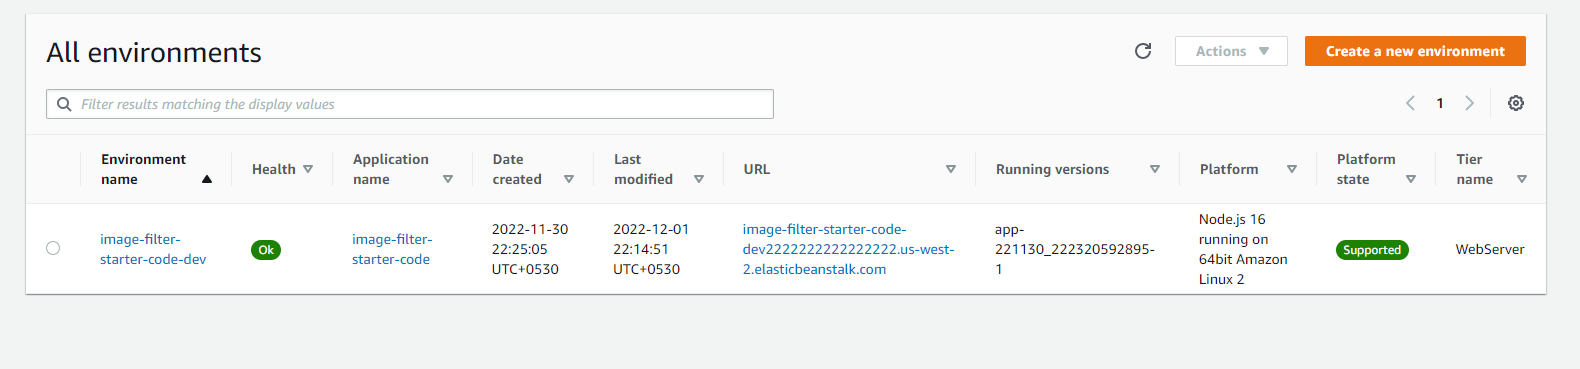 All environments
Actions
Create a new environment
Filter results matching the display values
1
Environment
name
Health
Application
name
Date
created
Last
modified
URL
Running versions
Platform
Platform
state
Tier
name
image-filter-
starter-code-dev
Ok
image-filter-
starter-code
2022-11-30
22:25:05
UTC+0530
2022-12-01
22:14:51
UTC+0530
image-filter-starter-code-
dev2222222222222222.us-west-
2.elasticbeanstalk.com
app-
221130_222320592895-
1
Node.js 16
running on
64bit Amazon
Linux 2
Supported
WebServer